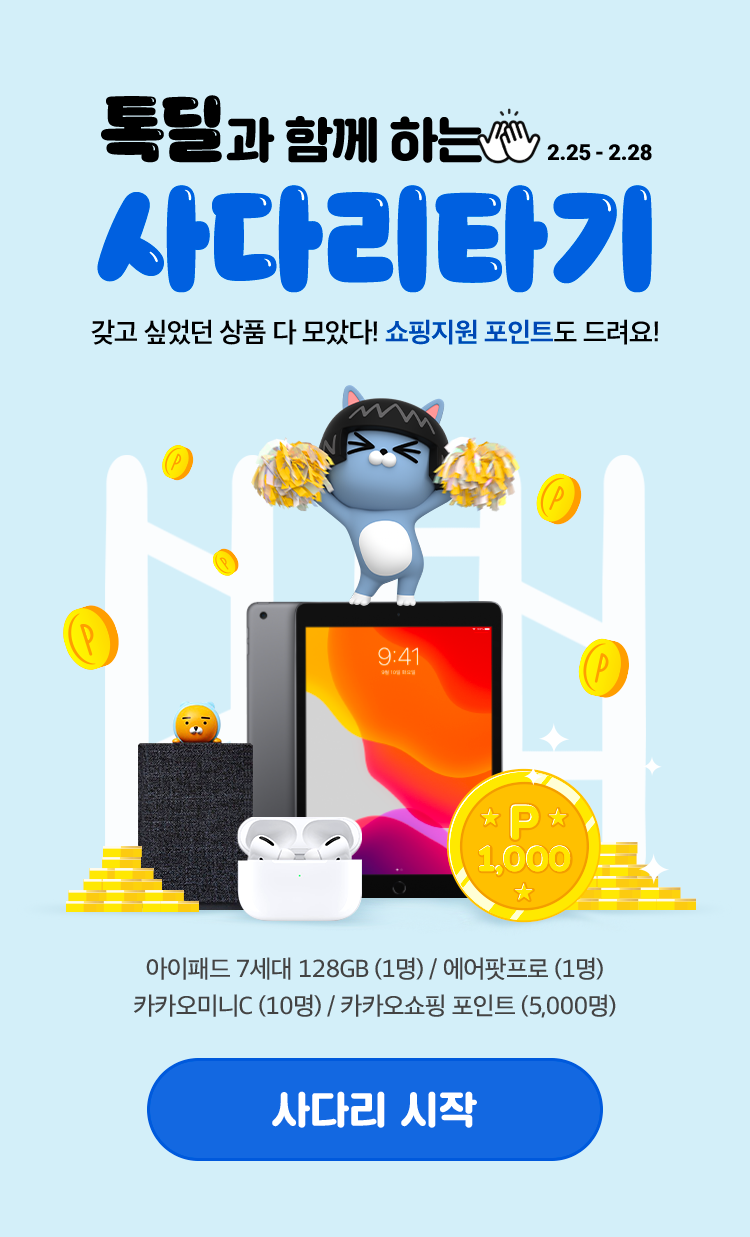 톡딜과 함께 하는 2.25 - 2.28
사다리타기
갖고 싶었던 상품 다 모았다! 쇼핑지원 포인트도 드려요!
P
P
P
P
P
9:41
P
1,000
아이패드 7세대 128GB (1명) / 에어팟프로 (1명)
카카오미니C (10명) / 카카오쇼핑 포인트 (5,000명)
사다리 시작